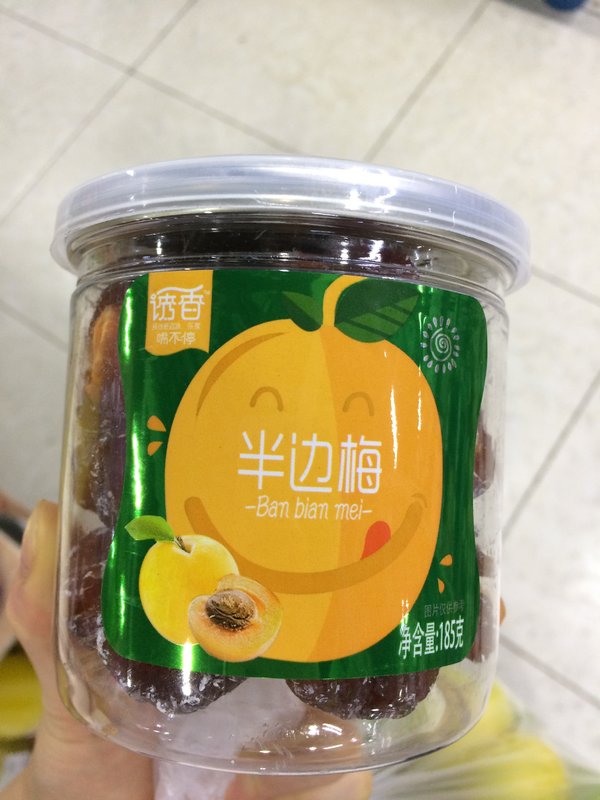 诱香
嘴不停
半边梅
-Ban bian mei-
图片仅供参考
净含量:185克